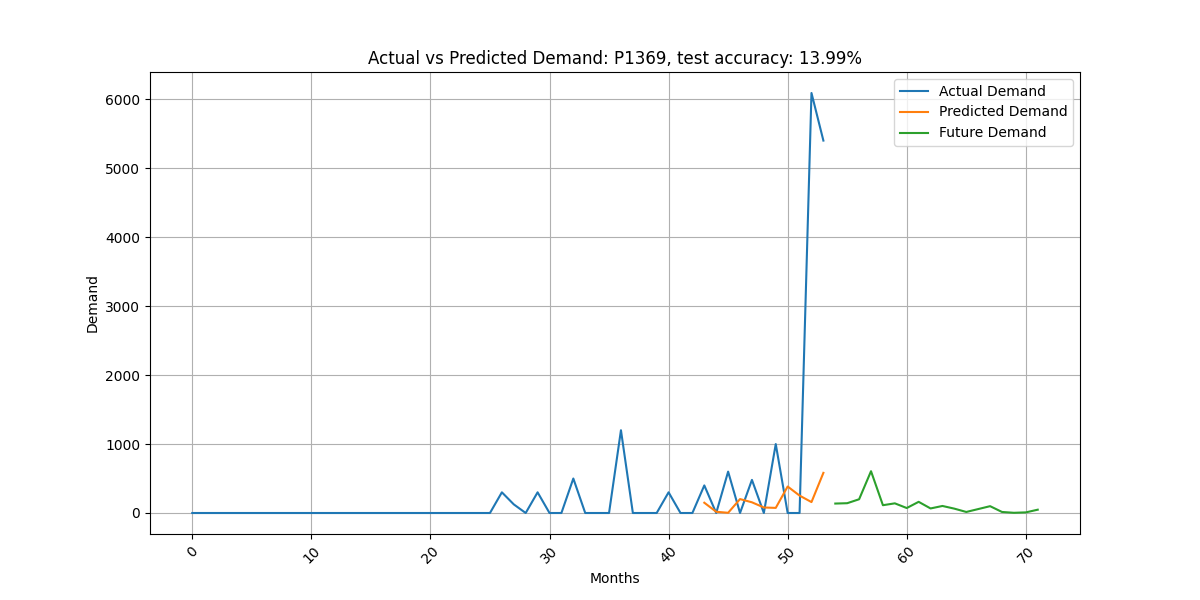 Actual vs Predicted Demand: P1369, test accuracy: 13.99%
Actual Demand
Predicted Demand
Future Demand
Demand
6000
5000
4000
3000
2000
1000
0
0
10
20
30
40
50
60
70
Months